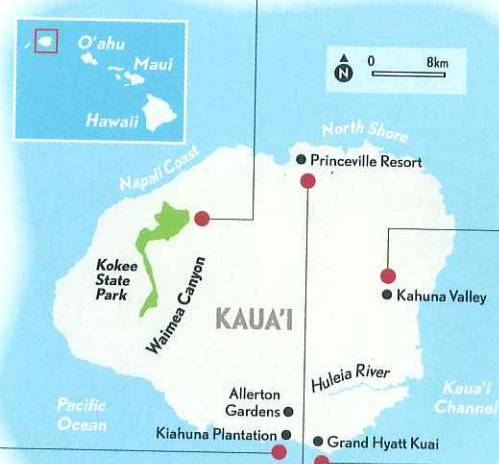 O'ahu
Maui
Hawaii
N
0 8km
North Shore
Princeville Resort
Napali Coast
Kokee
State
Park
Waimea Canyon
Kahuna Valley
KAUA'I
Huleia River
Allerton
Gardens
Kaua'i
Channel
Pacific
Ocean
Kiahuna Plantation
Grand Hyatt Kuai